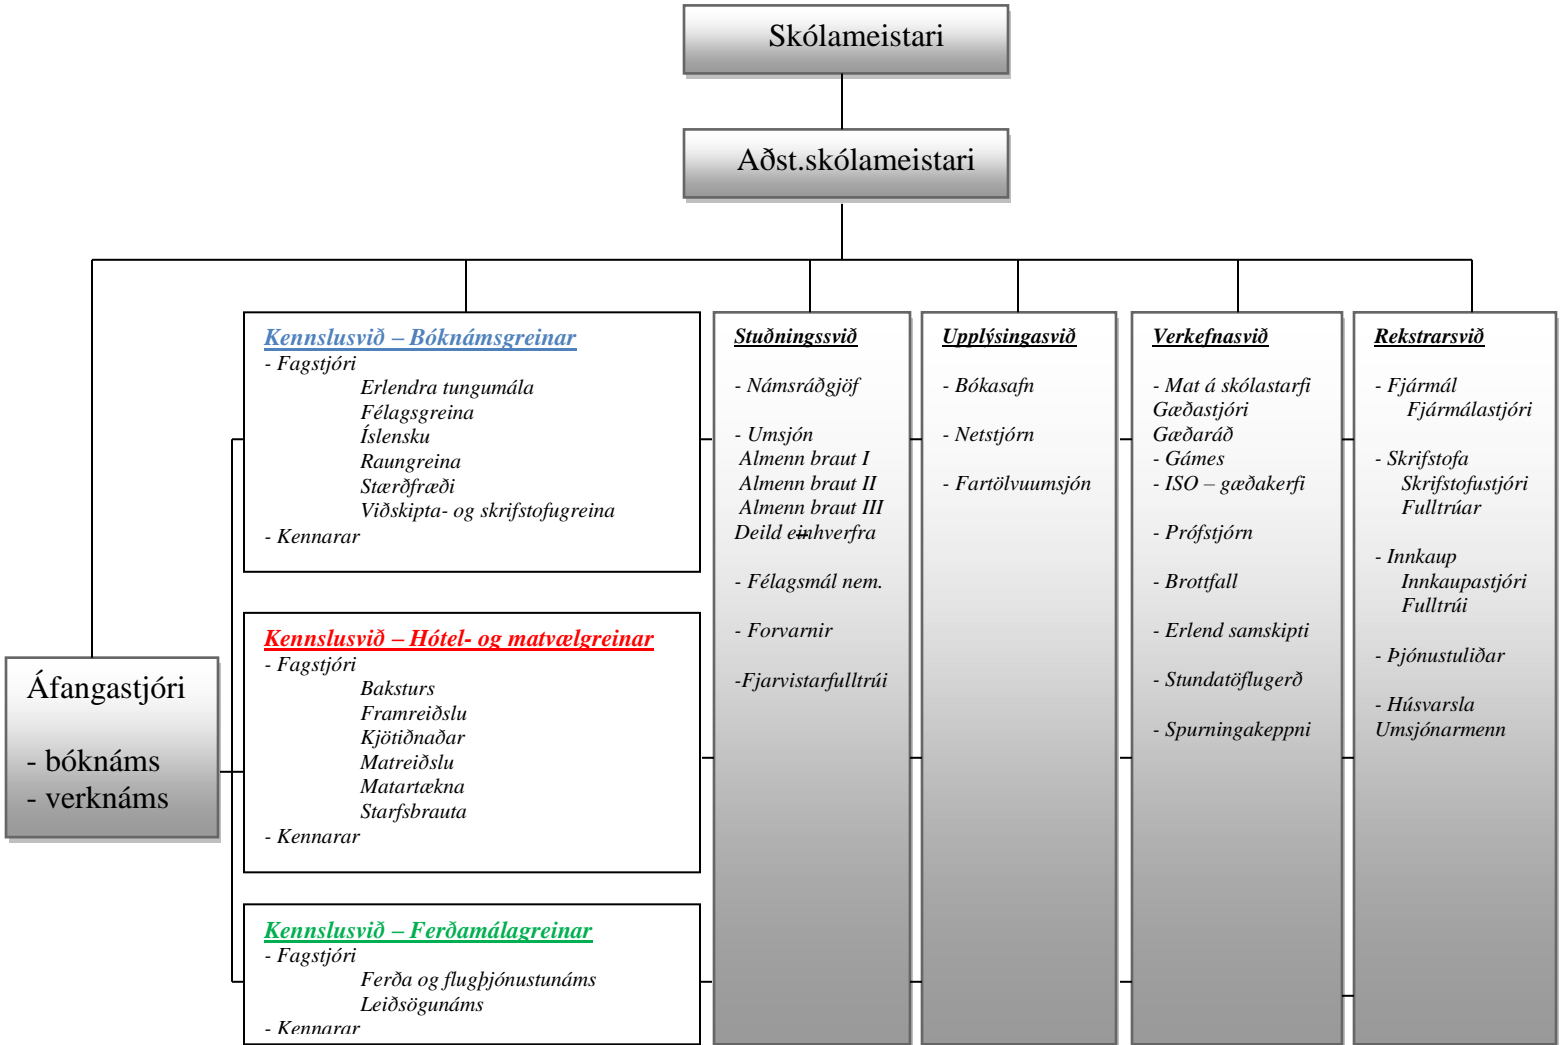 Skólameistari
Aðst.skólameistari
Áfangastjóri
- bóknáms
- verknáms
Kennslusvið – Bóknámsgreinar
- Fagstjóri
Erlendra tungumála
Félagsgreina
Íslensku
Raungreina
Stærðfræði
Viðskipta- og skrifstofugreina
- Kennarar
Kennslusvið – Hótel- og matvælgreinar
- Fagstjóri
Baksturs
Framreiðslu
Kjötiðnaðar
Matreiðslu
Matartækna
Starfsbrauta
- Kennarar
Kennslusvið – Ferðamálagreinar
- Fagstjóri
Ferða og flugþjónustunáms
Leiðsögunáms
- Kennarar
Stuðningssvið
- Námsráðgjöf
- Umsjón
Almenn braut I
Almenn braut II
Almenn braut III
Deild einhverfra
- Félagsmál nem.
- Forvarnir
-Fjarvistarfulltrúi
Upplýsingasvið
- Bókasafn
- Netstjórn
- Fartölvuumsjón
Verkefnasvið
- Mat á skólastarfi
Gæðastjóri
Gæðaráð
- Gámes
- ISO – gæðakerfi
- Prófstjórn
- Brottfall
- Erlend samskipti
- Stundatöflugerð
- Spurningakeppni
Rekstrarsvið
- Fjármál
Fjármálastjóri
- Skrifstofa
Skrifstofustjóri
Fulltrúar
- Innkaup
Innkaupastjóri
Fulltrúi
- Þjónustuliðar
- Húsvarsla
Umsjónarmenn